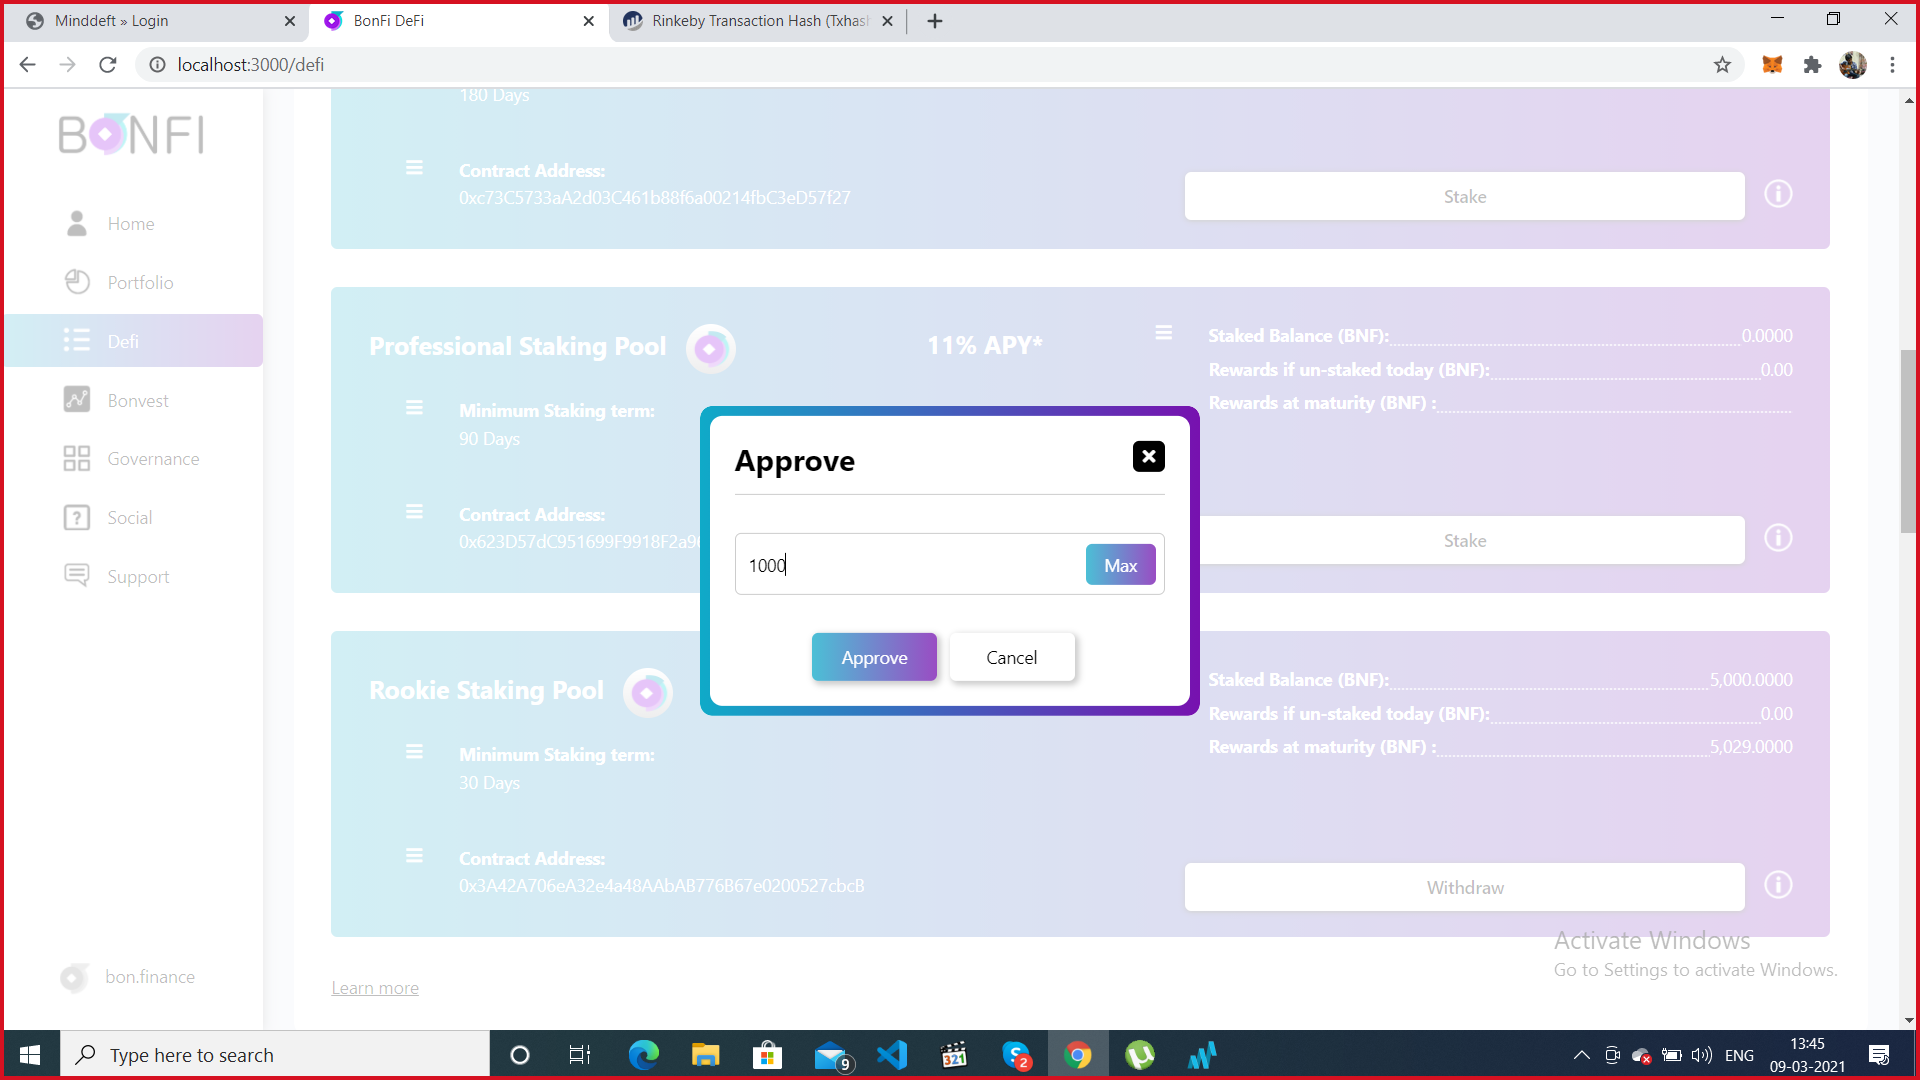 Minddeft » Login
BonFi DeFi
Rinkeby Transaction Hash (Txhas
localhost:3000/defi
BONFI
Home
Portfolio
Defi
Bonvest
Governance
Social
Support
bon.finance
180 Days
Contract Address:
0xc73C5733aA2d03C461b88f6a00214fbC3eD57f27
Stake
Professional Staking Pool
11% APY*
Minimum Staking term:
90 Days
Contract Address:
0x623D57dC951699F9918F2a9
Staked Balance (BNF): 0.0000
Rewards if un-staked today (BNF): 0.00
Rewards at maturity (BNF) :
Stake
Approve
1000
Max
Approve
Cancel
Rookie Staking Pool
Minimum Staking term:
30 Days
Contract Address:
0x3A42A706eA32e4a48AAbAB776B67e0200527cbcB
Staked Balance (BNF): 5,000.0000
Rewards if un-staked today (BNF): 0.00
Rewards at maturity (BNF) : 5,029.0000
Withdraw
Learn more
Activate Windows
Go to Settings to activate Windows.
Type here to search
321
9
2
ENG
13:45
09-03-2021